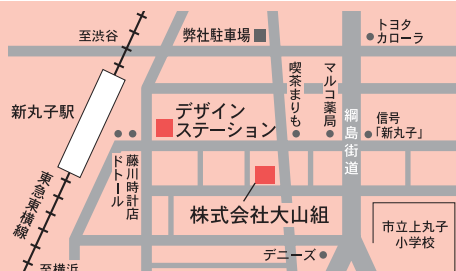 至渋谷
弊社駐車場
トヨタ
カローラ
新丸子駅
デザイン
ステーション
喫茶まりも
マルコ薬局
綱島街道
信号
「新丸子」
藤川時計店
ドトール
東急東横線
株式会社大山組
市立上丸子
小学校
デニーズ
至横浜